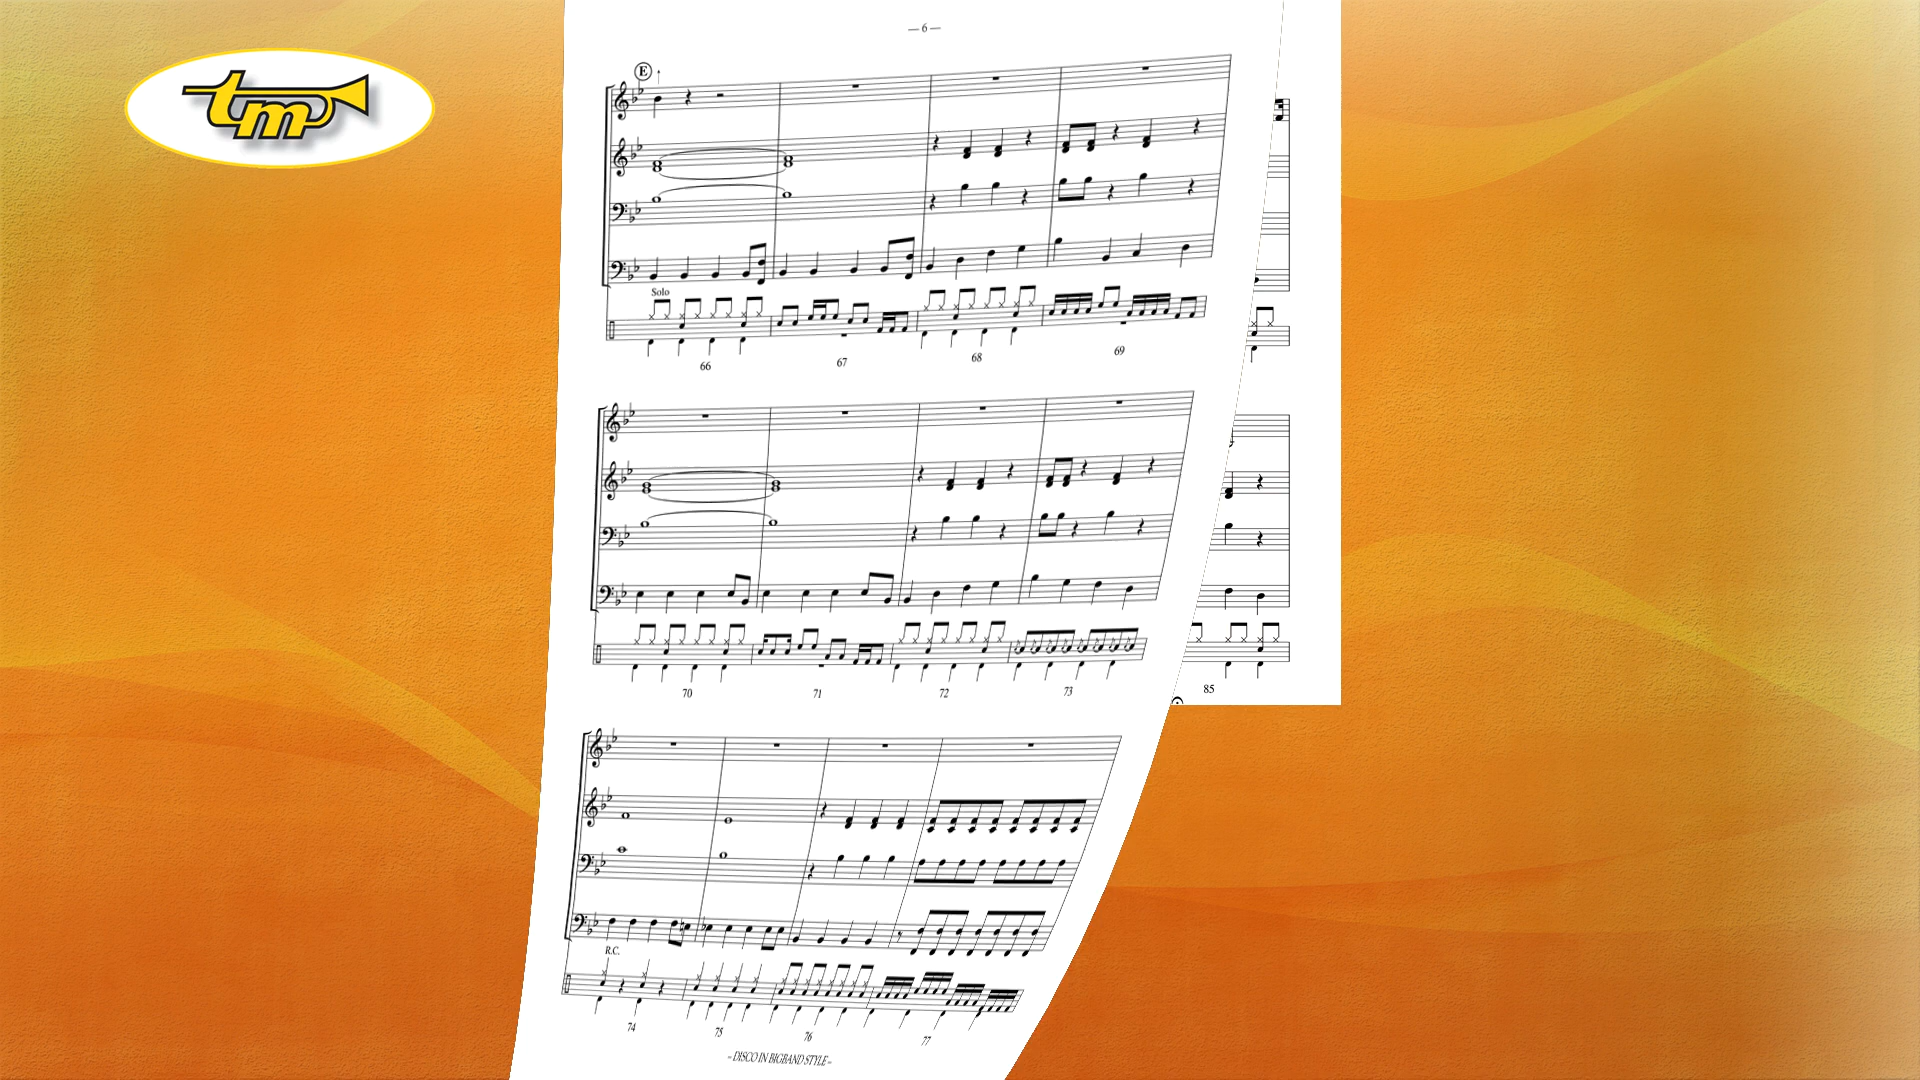 tm
— 6 —
E
Solo
66 67 68 69
70 71 72 73
85
R.C.
74 75 76 77
– DISCO IN BIGBAND STYLE –